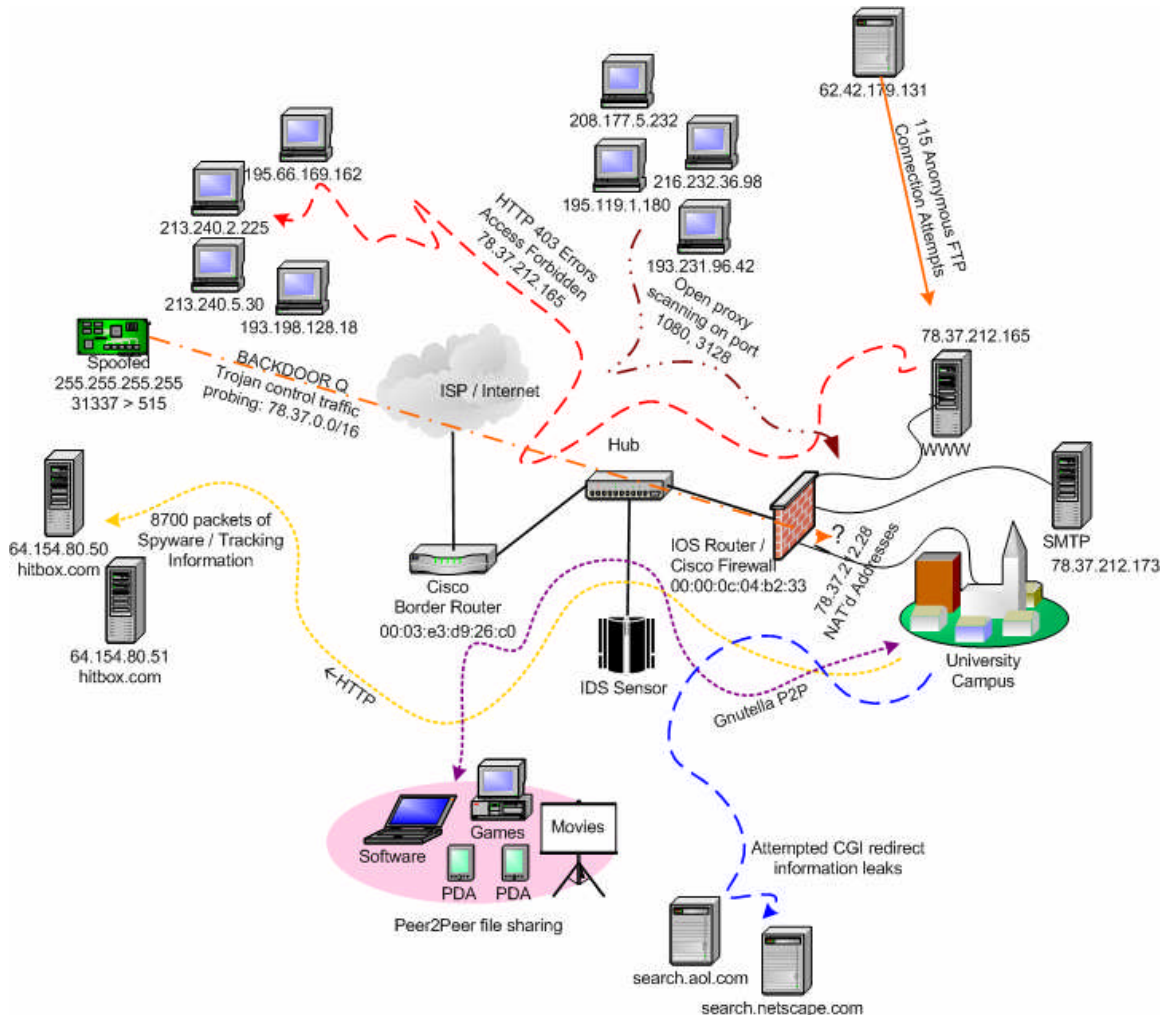 62.42.179.131
115 Anonymous FTP
Connection Attempts
208.177.5.232
216.232.36.98
195.119.1.180
193.231.96.42
195.66.169.162
213.240.2.225
213.240.5.30
193.198.128.18
HTTP 403 Errors
Access Forbidden
78.37.212.165
Open proxy
scanning on port
1080, 3128
Spoofed
255.255.255.255
31337 > 515
BACKDOOR Q
Trojan control traffic
probing: 78.37.0.0/16
ISP / Internet
78.37.212.165
Hub
64.154.80.50
hitbox.com
8700 packets of
Spyware / Tracking
Information
64.154.80.51
hitbox.com
Cisco
Border Router
00:03:e3:d9:26:c0
IOS Router /
Cisco Firewall
00:00:0c:04:b2:33
?
78.37.212.28
NAT'd Addresses
SMTP
78.37.212.173
IDS Sensor
University
Campus
←HTTP
Gnutella P2P
Software
Games
Movies
PDA
PDA
Peer2Peer file sharing
Attempted CGI redirect
information leaks
search.aol.com
search.netscape.com